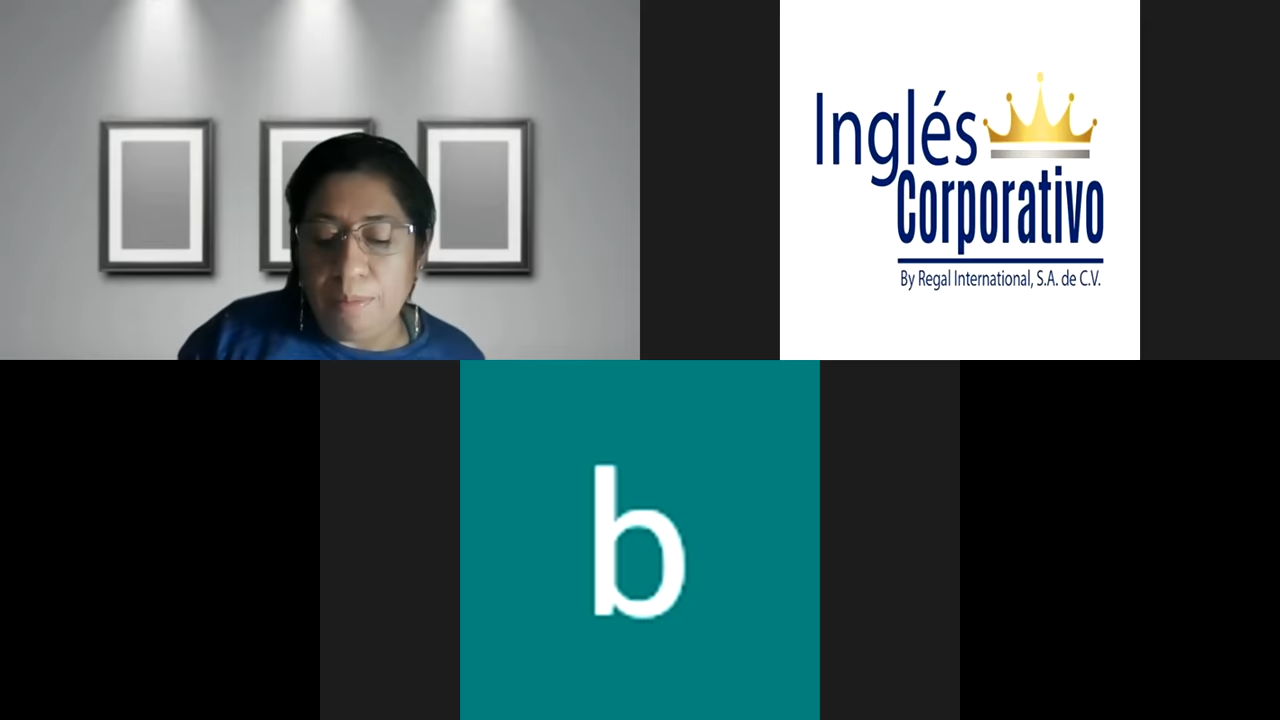 Inglés
Corporativo
By Regal International, S.A. de C.V.
b